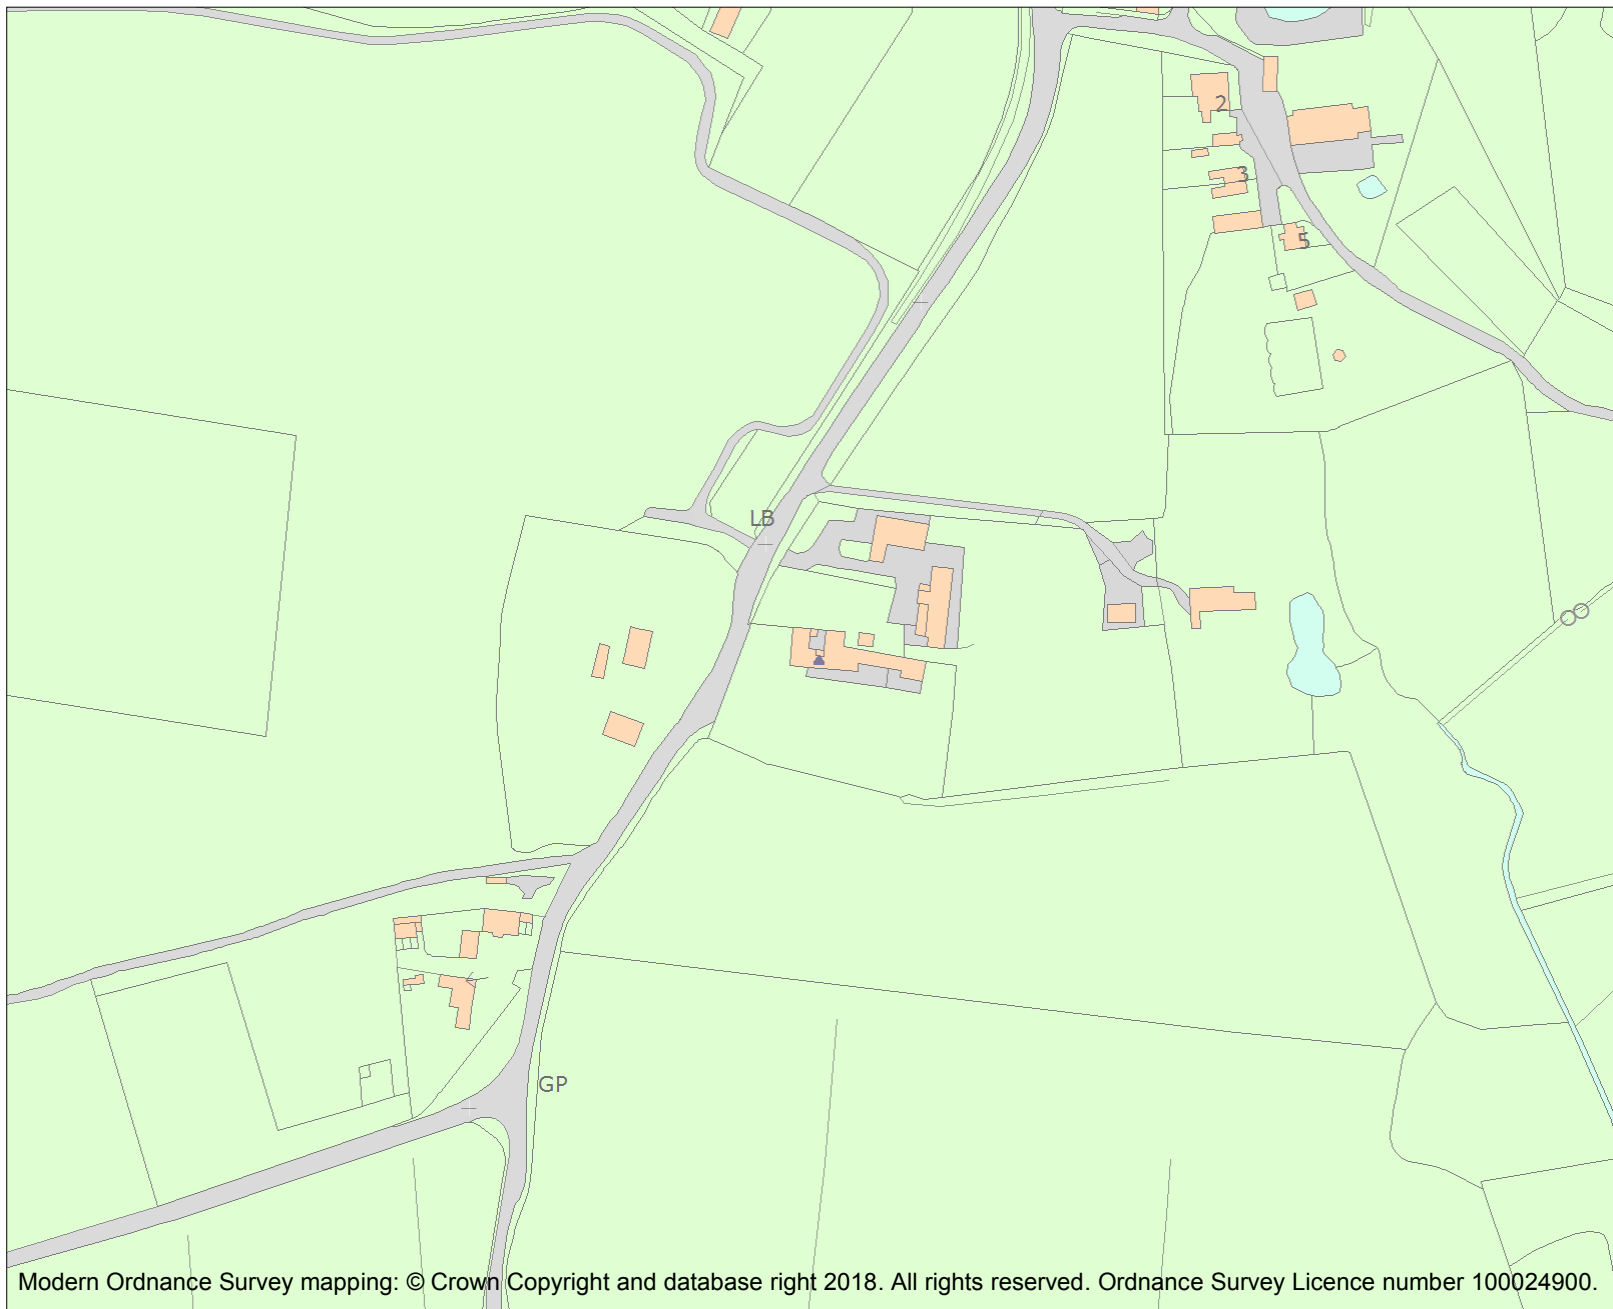 2
3
5
LB
GP
Modern Ordnance Survey mapping: © Crown Copyright and database right 2018. All rights reserved. Ordnance Survey Licence number 100024900.